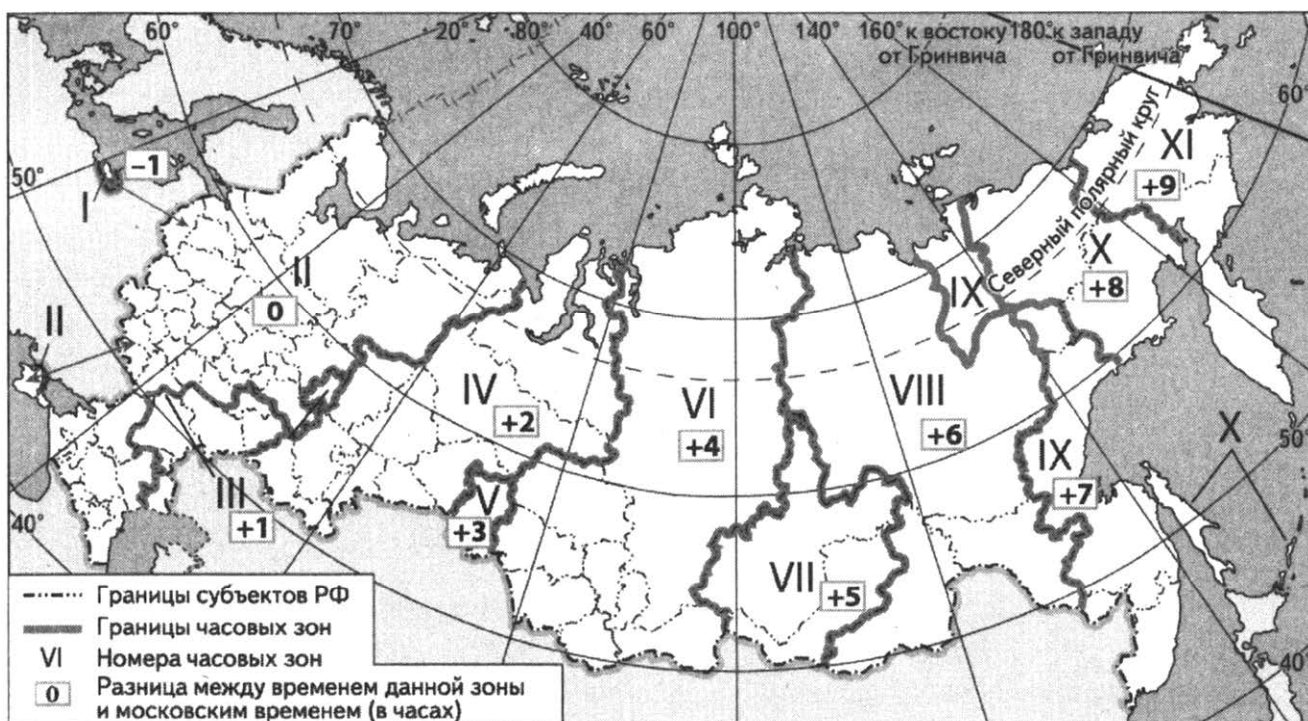 60°
70°
20°
80°
40°
60°
100°
140°
160° к востоку
от Гринвича
180° к западу
от Гринвича
60°
50°
40°
50°
40°
Северный полярный круг
–1
I
II
II
0
III
+1
IV
+2
V
+3
VI
+4
VII
+5
VIII
+6
IX
IX
+7
X
+8
XI
+9
X
Границы субъектов РФ
Границы часовых зон
VI Номера часовых зон
0 Разница между временем данной зоны
и московским временем (в часах)